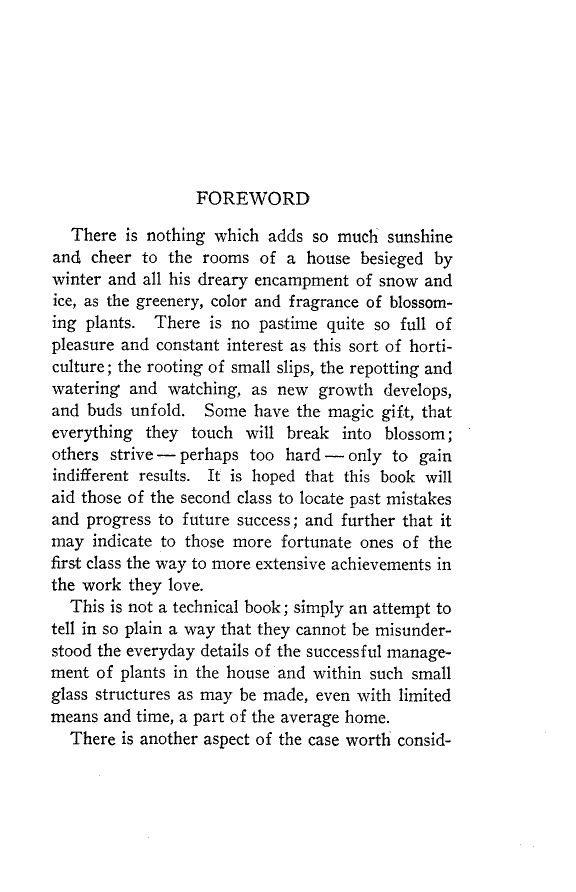 FOREWORD
There is nothing which adds so much sunshine
and cheer to the rooms of a house besieged by
winter and all his dreary encampment of snow and
ice, as the greenery, color and fragrance of blossom-
ing plants. There is no pastime quite so full of
pleasure and constant interest as this sort of horti-
culture; the rooting of small slips, the repotting and
watering and watching, as new growth develops,
and buds unfold. Some have the magic gift, that
everything they touch will break into blossom;
others strive — perhaps too hard — only to gain
indifferent results. It is hoped that this book will
aid those of the second class to locate past mistakes
and progress to future success; and further that it
may indicate to those more fortunate ones of the
first class the way to more extensive achievements in
the work they love.
This is not a technical book; simply an attempt to
tell in so plain a way that they cannot be misunder-
stood the everyday details of the successful manage-
ment of plants in the house and within such small
glass structures as may be made, even with limited
means and time, a part of the average home.
There is another aspect of the case worth consid-